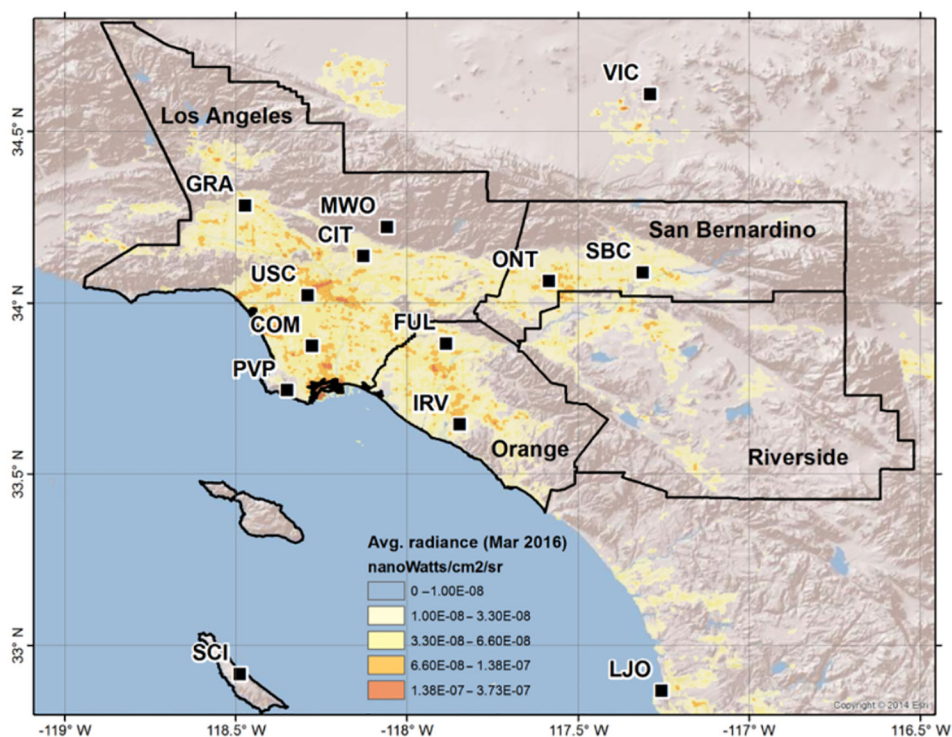 VIC
Los Angeles
GRA
MWO
San Bernardino
CIT
SBC
ONT
USC
FUL
COM
PVP
IRV
Orange
Riverside
SCI
LJO
Avg. radiance (Mar 2016)
nanoWatts/cm2/sr
0 –1.00E-08
1.00E-08 – 3.30E-08
3.30E-08 – 6.60E-08
6.60E-08 – 1.38E-07
1.38E-07 – 3.73E-07
Copyright © 2014 Esri
34.5° N
34° N
33.5° N
33° N
-119° W
-118.5° W
-118° W
-117.5° W
-117° W
-116.5° W